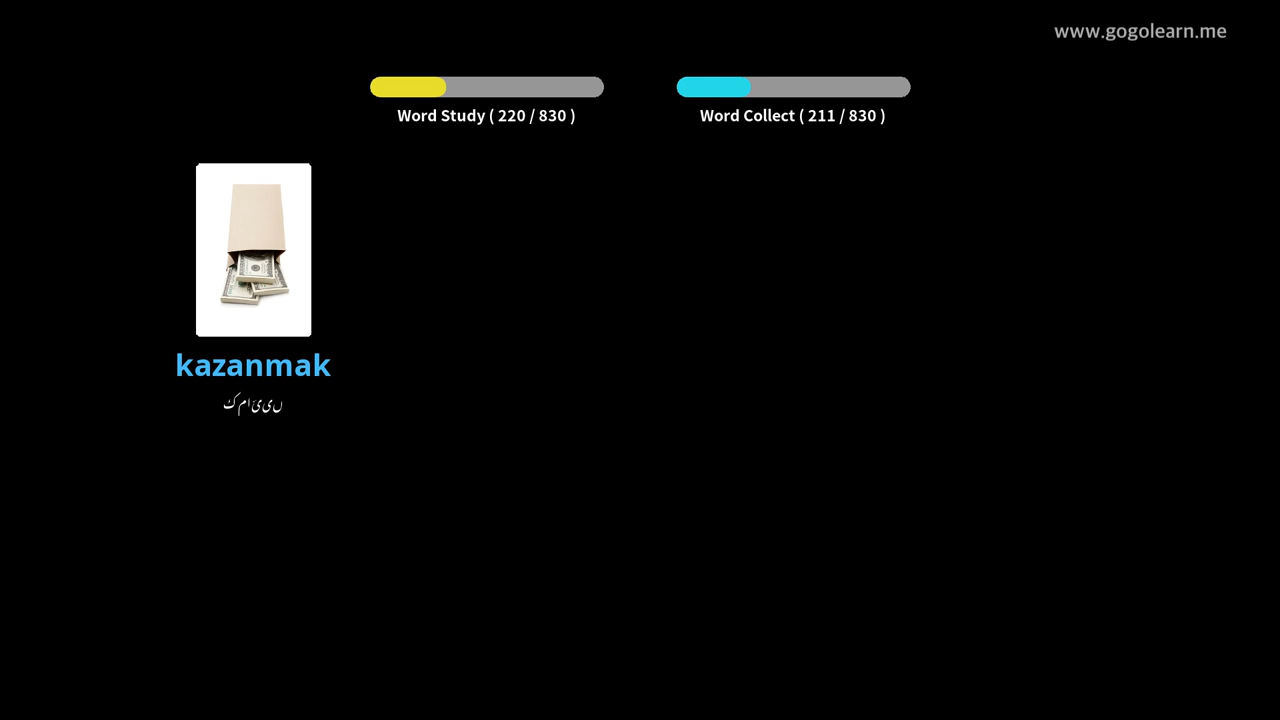 www.gogolearn.me
Word Study ( 220 / 830 )
Word Collect ( 211 / 830 )
kazanmak
کمائیں